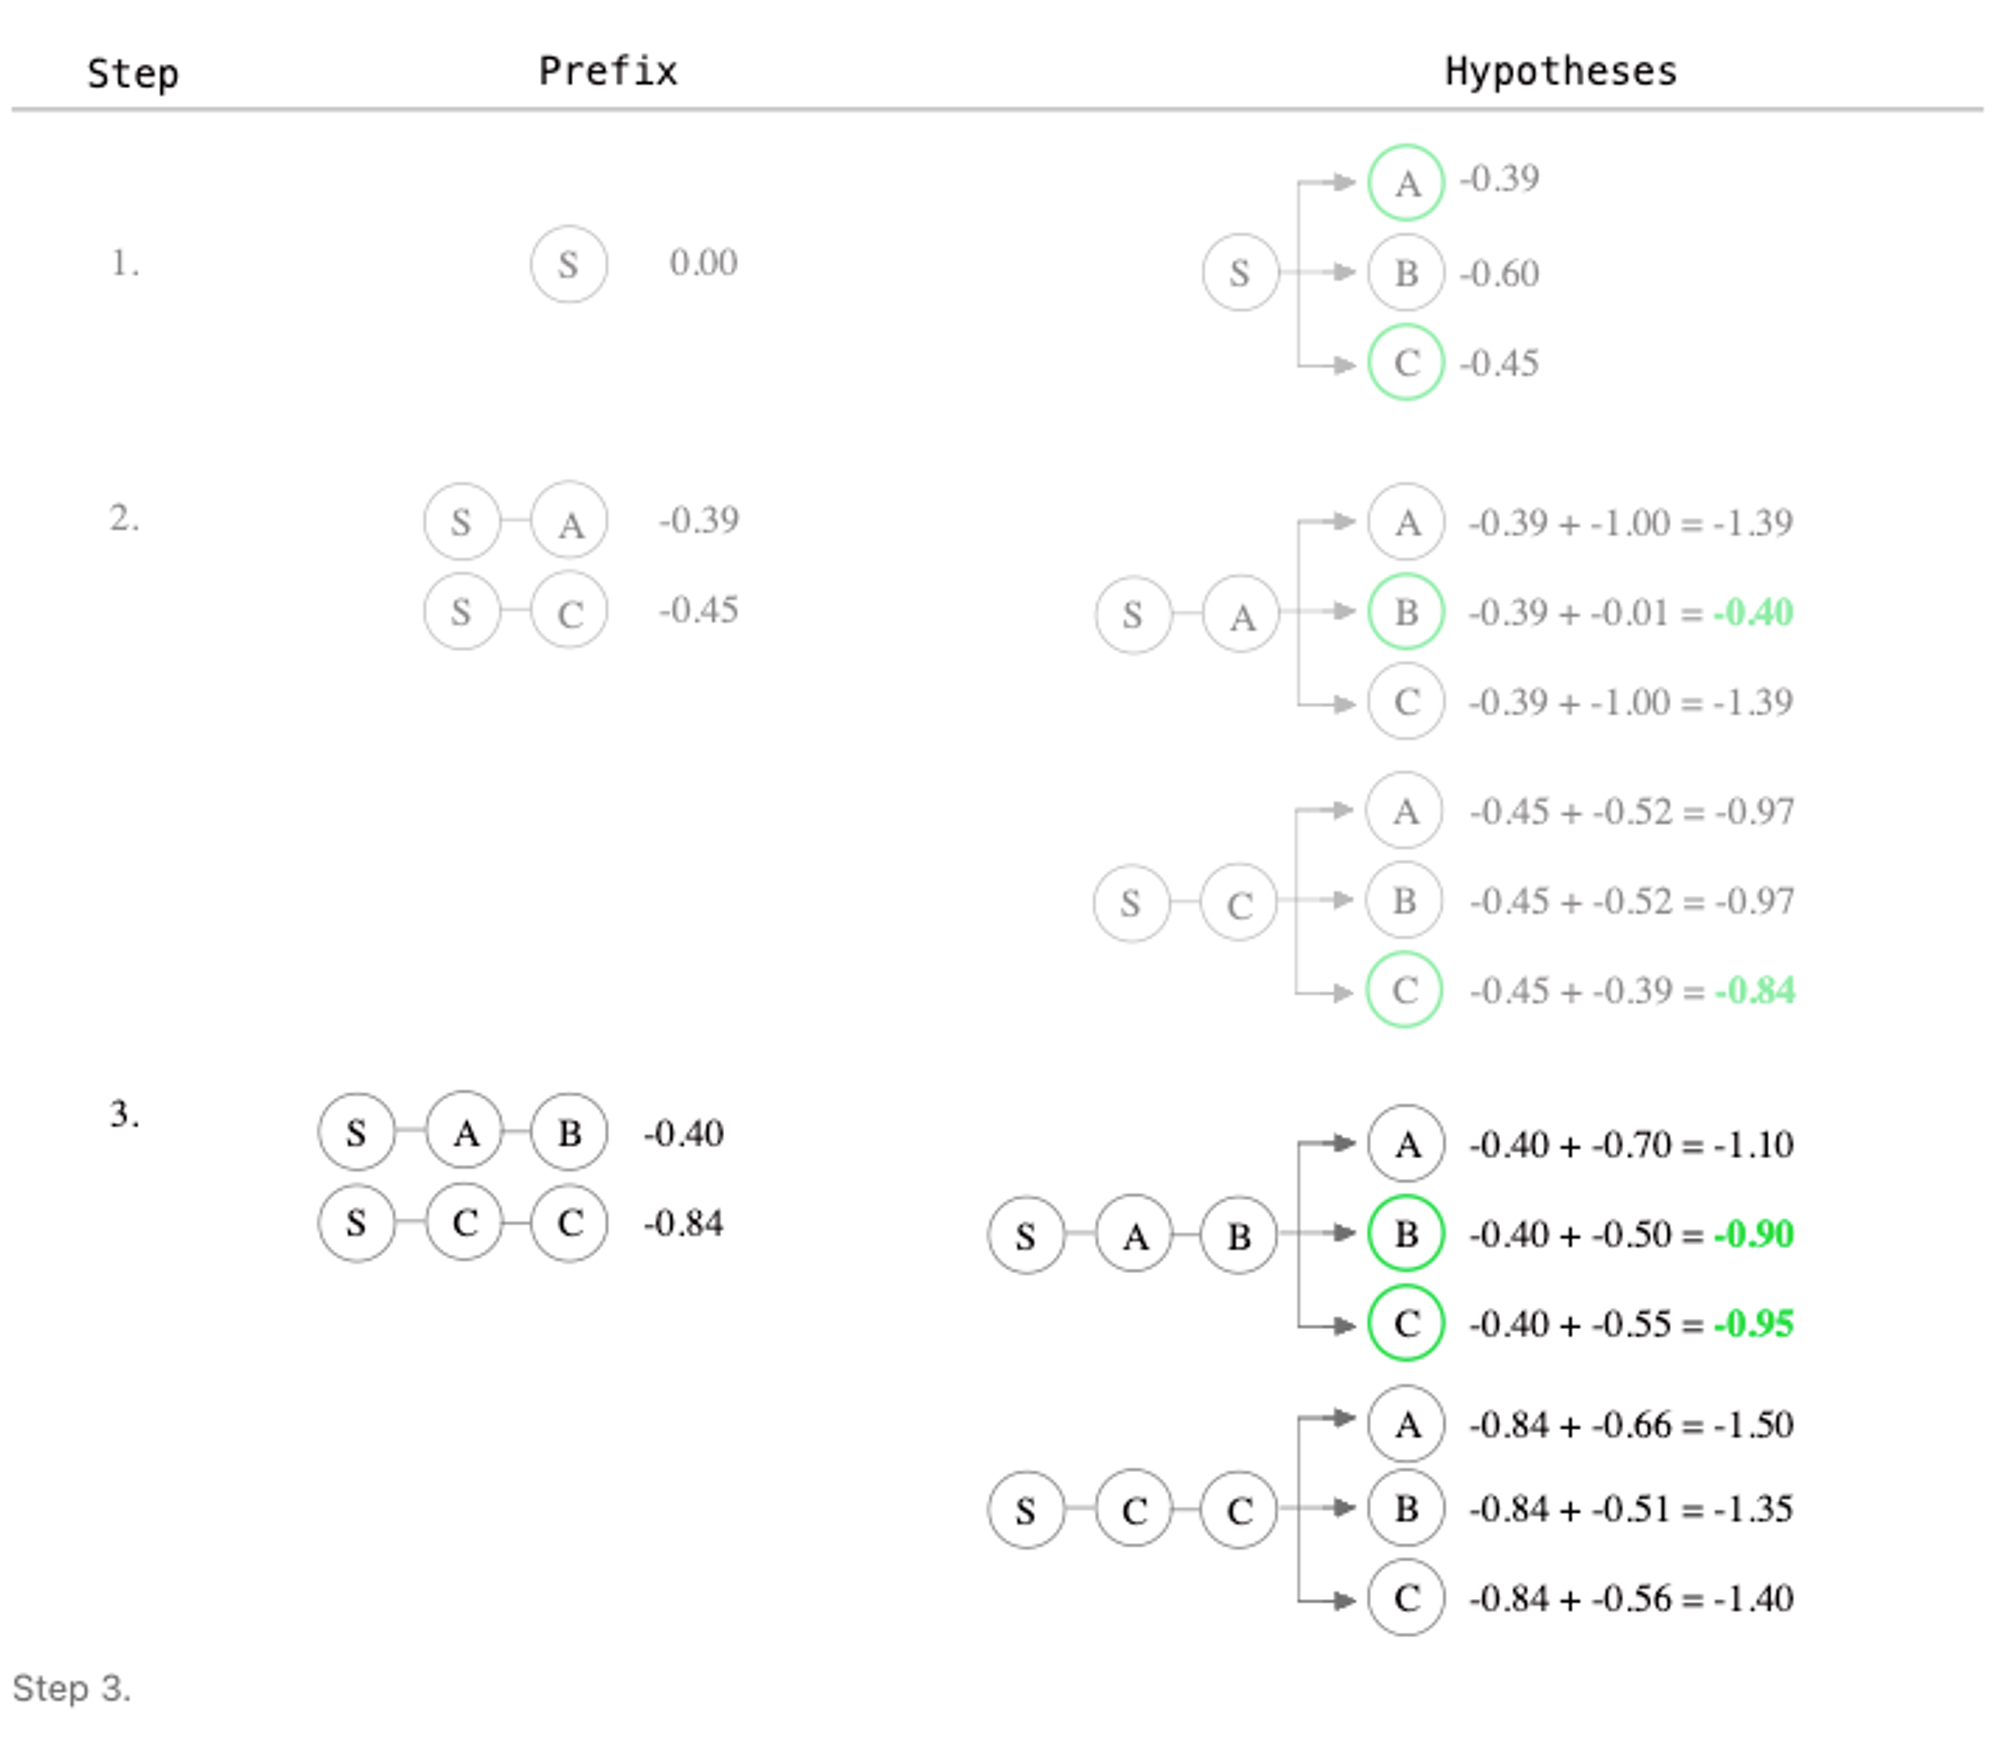 Step Prefix Hypotheses
A -0.39
1. S 0.00 S B -0.60
C -0.45
2. S A -0.39 A -0.39 + -1.00 = -1.39
S C -0.45 S A B -0.39 + -0.01 = -0.40
C -0.39 + -1.00 = -1.39
A -0.45 + -0.52 = -0.97
S C B -0.45 + -0.52 = -0.97
C -0.45 + -0.39 = -0.84
3. S A B -0.40 A -0.40 + -0.70 = -1.10
S C C -0.84 S A B B -0.40 + -0.50 = -0.90
C -0.40 + -0.55 = -0.95
A -0.84 + -0.66 = -1.50
S C C B -0.84 + -0.51 = -1.35
C -0.84 + -0.56 = -1.40
Step 3.